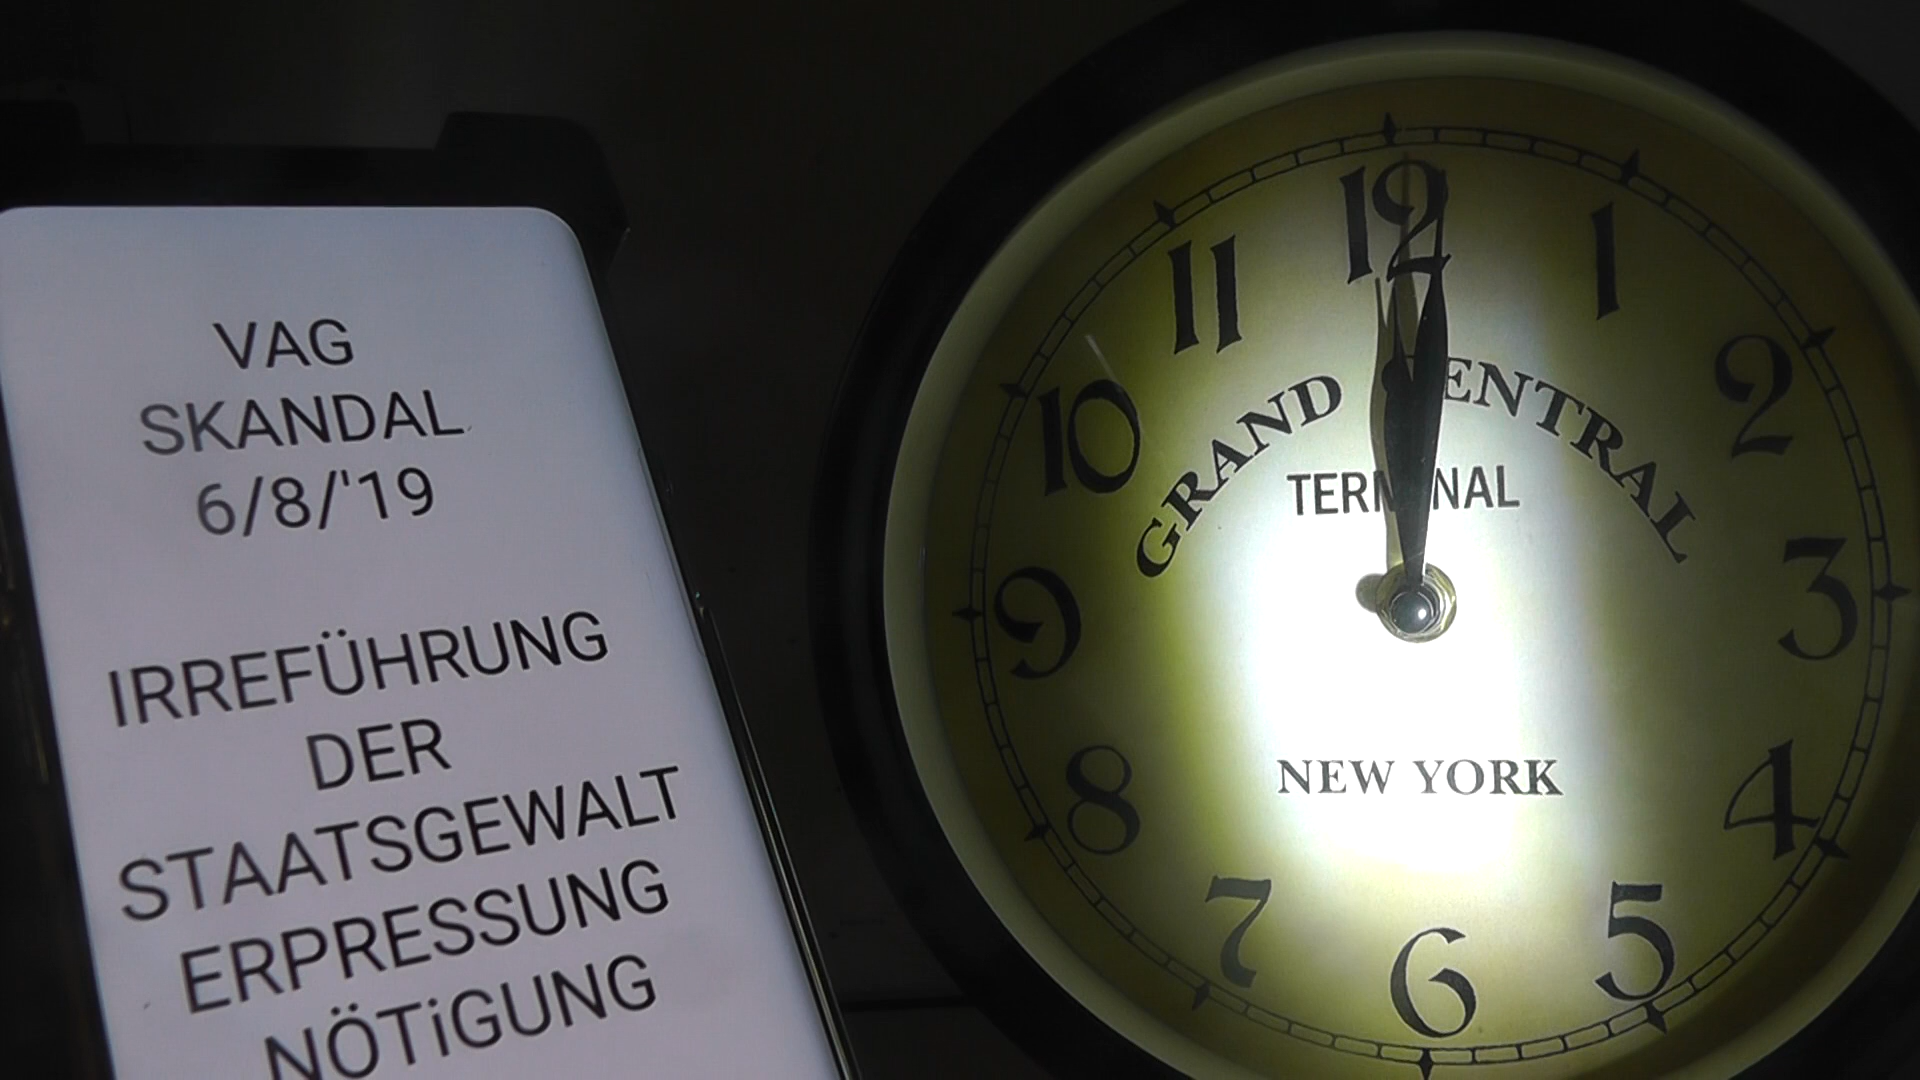 VAG
SKANDAL
6/8/'19
IRREFÜHRUNG
DER
STAATSGEWALT
ERPRESSUNG
NÖTiGUNG
12
1
2
3
4
5
6
7
8
9
10
11
GRAND CENTRAL
TERMINAL
NEW YORK